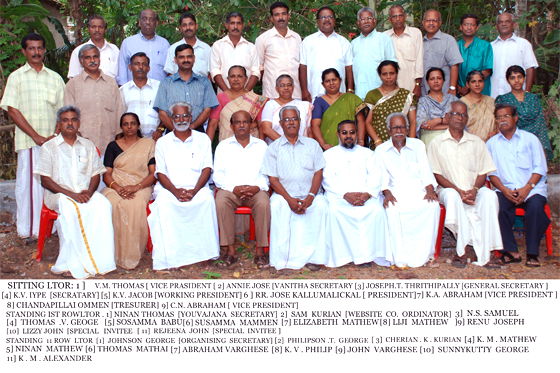 SITTING LTOR: 1 ] V.M. THOMAS [ VICE PRASIDENT ] [2] ANNIE JOSE [VANITHA SECRETARY [3] JOSEPH.T. THRITHIPALLY [GENERAL SECRETARY ]
[4] K.V. IYPE [SECRATARY] [5] K.V. JACOB [WORKING PRESIDENT] 6 ] RR. JOSE KALLUMALICKAL [ PRESIDENT] 7] K.A. ABRAHAM [VICE PRESIDENT ]
8 ] CHANDAPILLAI OMMEN [TRESURER] 9] C.N. ABRAHAM [ VICE PRESIDENT]
STANDING IST ROWLTOR . 1] NINAN THOMAS [YOUVAJANA SECRETARY] 2] SAM KURIAN [WEBSITE CO. ORDINATOR] 3 ] N.S. SAMUEL
[4] THOMAS .V. GEOGE [5] SOSAMMA BABU[6] SUSAMMA MAMMEN [7] ELIZABETH MATHEW[8] LIJI MATHEW ]9] RENU JOSEPH
[10] LIZZY JOHN [SPECIAL INVITEE ] [11] REJEENA JOHN [SPECIAL INVITEE ]
STANDING 11 ROW LTOR [1] JOHNSON GEORGE [ORGANISING SECRETARY] [2] PHILIPSON .T. GEORGE [3 ] CHERIAN . K . KURIAN [4] K.M . MATHEW
5] NINAN MATHEW [6] THOMAS MATHAI [7] ABRAHAM VARGHESE [8] K.V . PHILIP [9] JOHN VARGHESE [10] SUNNYKUTTY GEORGE
11] K . M . ALEXANDER